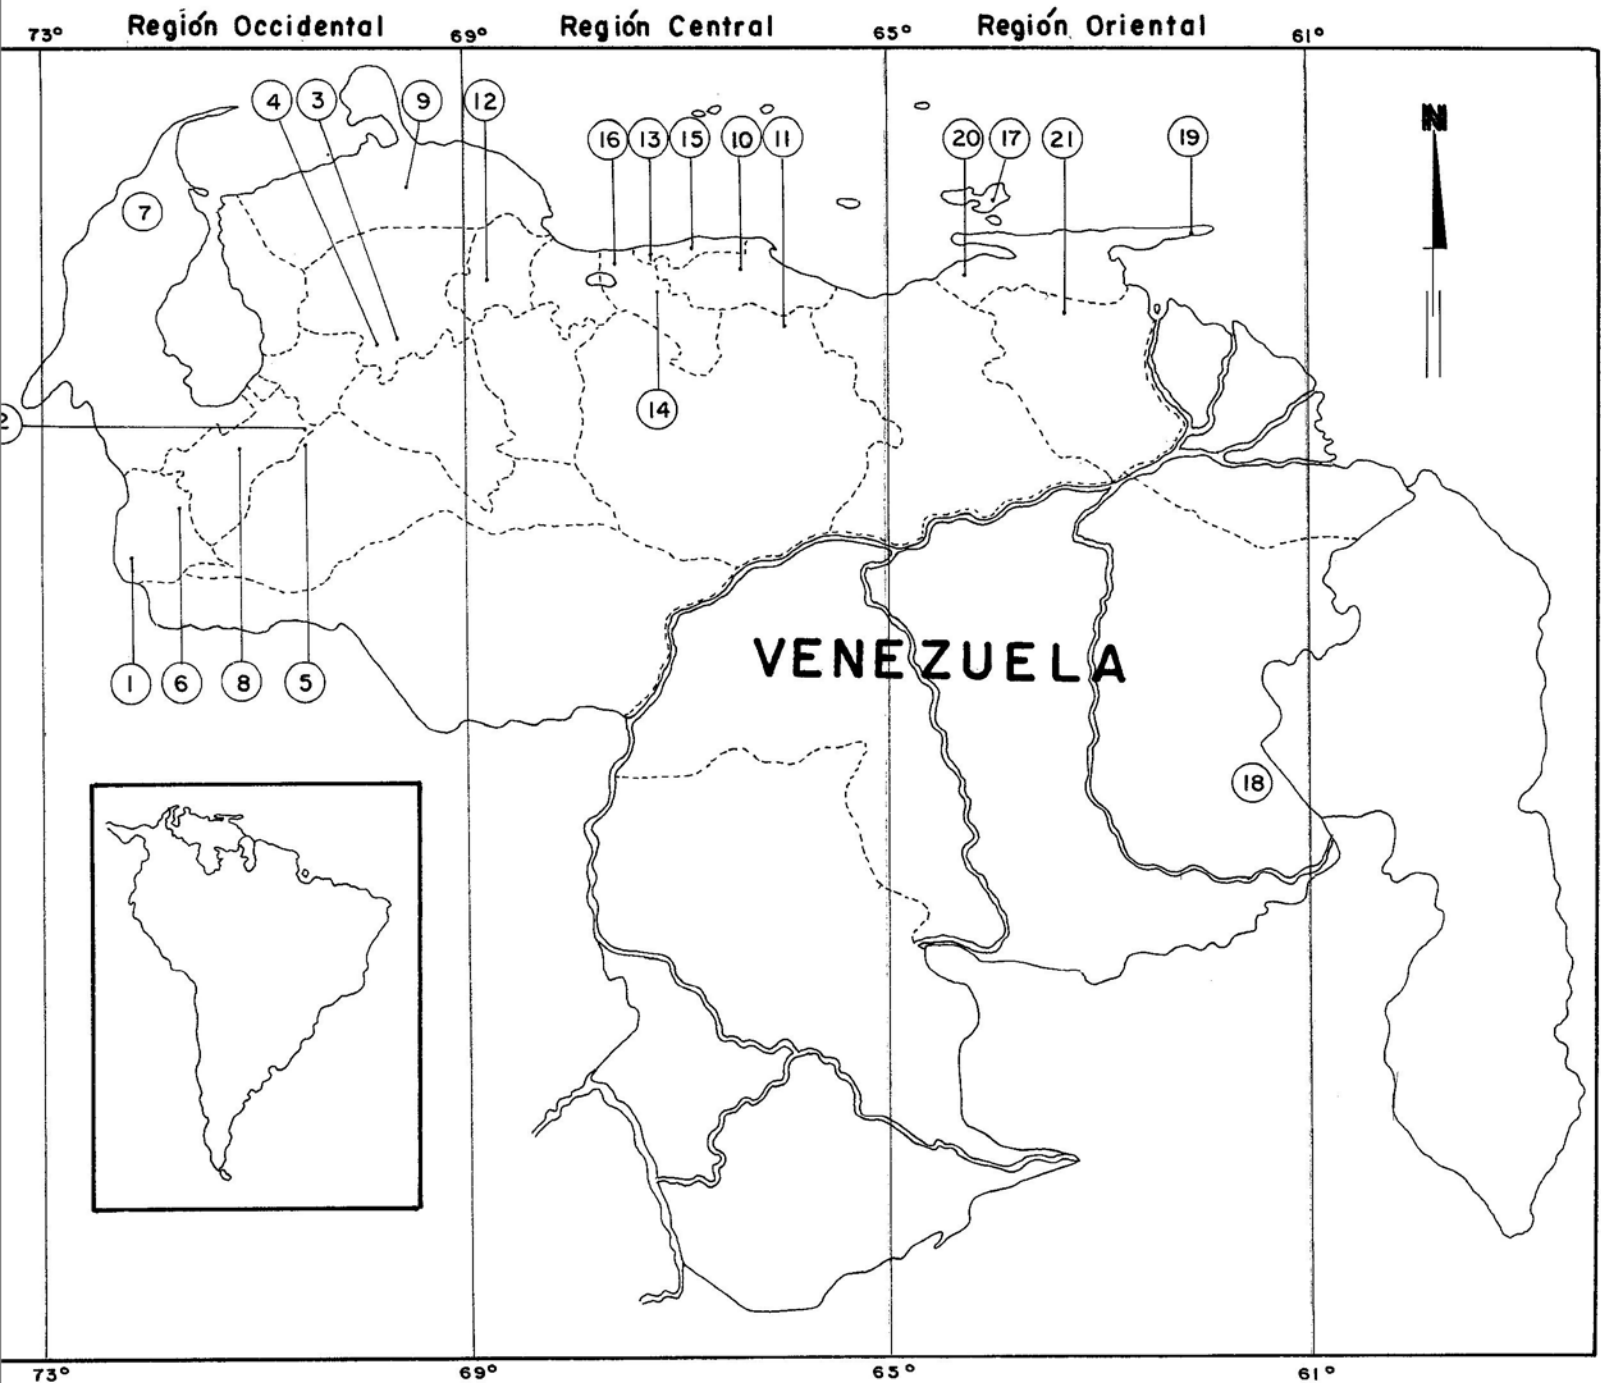 Región Occidental Región Central Región Oriental
73° 69° 65° 61°
4 3 9 12
16 13 15 10 11 20 17 21 19
N
7
14
2
VENEZUELA
1 6 8 5
18
73° 69° 65° 61°